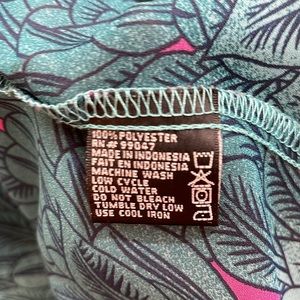 100% POLYESTER
RN# 99047
MADE IN INDONESIA
FAIT EN INDONESIA
MACHINE WASH
LOW CYCLE
COLD WATER
DO NOT BLEACH
TUMBLE DRY LOW
USE COOL IRON